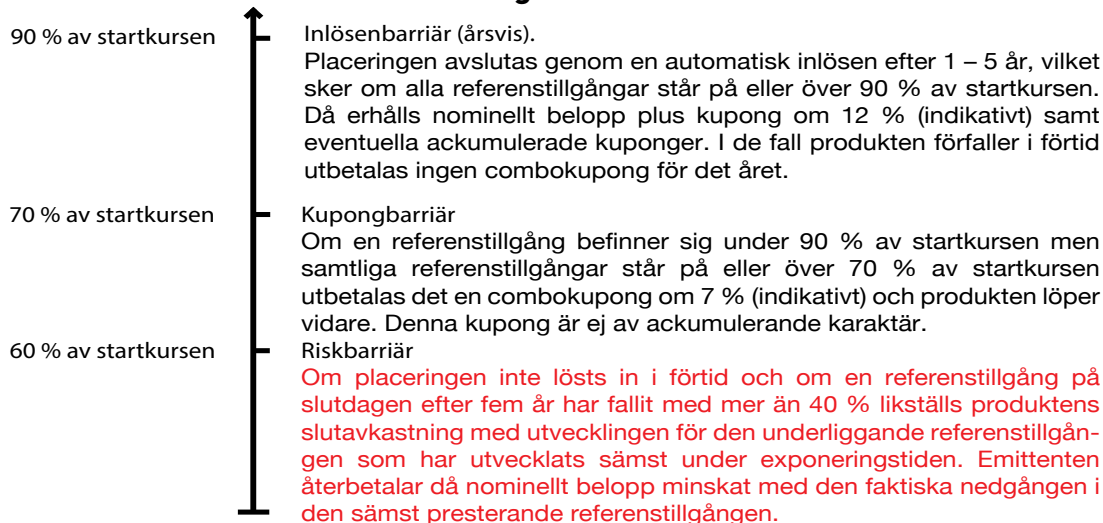 90 % av startkursen
Inlösenbarriär (årsvis).
Placeringen avslutas genom en automatisk inlösen efter 1 – 5 år, vilket
sker om alla referenstillgångar står på eller över 90 % av startkursen.
Då erhålls nominellt belopp plus kupong om 12 % (indikativt) samt
eventuella ackumulerade kuponger. I de fall produkten förfaller i förtid
utbetalas ingen combokupong för det året.
70 % av startkursen
Kupongbarriär
Om en referenstillgång befinner sig under 90 % av startkursen men
samtliga referenstillgångar står på eller över 70 % av startkursen
utbetalas det en combokupong om 7 % (indikativt) och produkten löper
vidare. Denna kupong är ej av ackumulerande karaktär.
60 % av startkursen
Riskbarriär
Om placeringen inte lösts in i förtid och om en referenstillgång på
slutdagen efter fem år har fallit med mer än 40 % likställs produktens
slutavkastning med utvecklingen för den underliggande referenstillgån-
gen som har utvecklats sämst under exponeringstiden. Emittenten
återbetalar då nominellt belopp minskat med den faktiska nedgången i
den sämst presterande referenstillgången.